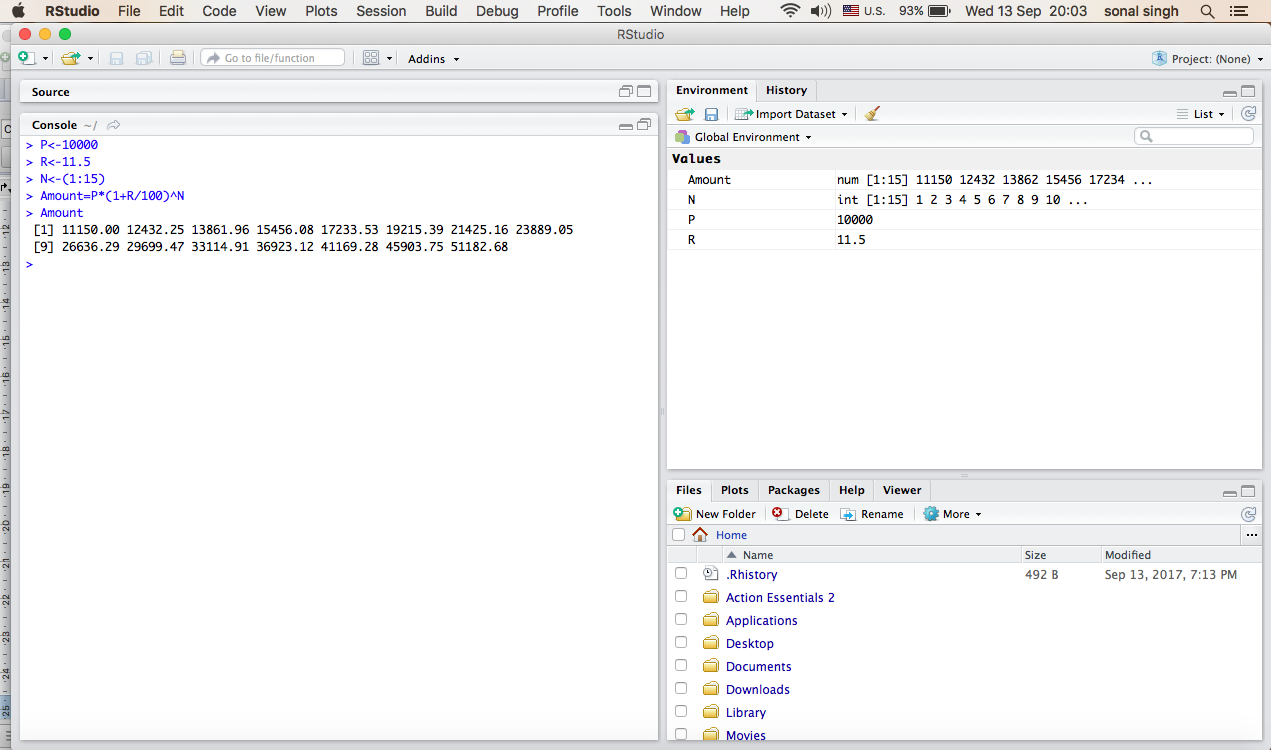 RStudio File Edit Code View Plots Session Build Debug Profile Tools Window Help U.S. 93% Wed 13 Sep 20:03 sonal singh
RStudio
Go to file/function Addins Project: (None)
Source
Console ~/
> P<-10000
> R<-11.5
> N<-(1:15)
> Amount=P*(1+R/100)^N
> Amount
[1] 11150.00 12432.25 13861.96 15456.08 17233.53 19215.39 21425.16 23889.05
[9] 26636.29 29699.47 33114.91 36923.12 41169.28 45903.75 51182.68
>
Environment History
Import Dataset List
Global Environment
Values
Amount num [1:15] 11150 12432 13862 15456 17234 ...
N int [1:15] 1 2 3 4 5 6 7 8 9 10 ...
P 10000
R 11.5
Files Plots Packages Help Viewer
New Folder Delete Rename More
Home ...
Name Size Modified
.Rhistory 492 B Sep 13, 2017, 7:13 PM
Action Essentials 2
Applications
Desktop
Documents
Downloads
Library
Movies